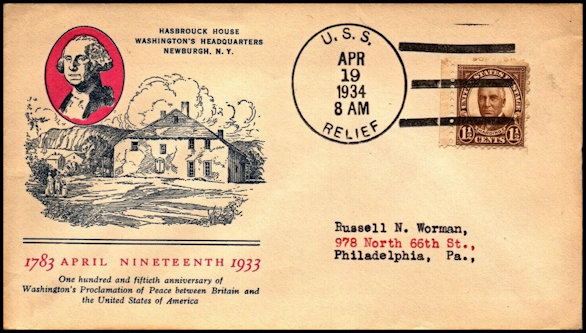 HASBROUCK HOUSE
WASHINGTON'S HEADQUARTERS
NEWBURGH, N. Y.
U. S. S.
APR
19
1934
8 AM
RELIEF
UNITED STATES POSTAGE
HARDING
1½ 1½
CENTS
Russell N. Worman,
978 North 66th St.,
Philadelphia, Pa.,
1783 APRIL NINETEENTH 1933
One hundred and fiftieth anniversary of
Washington's Proclamation of Peace between Britain and
the United States of America